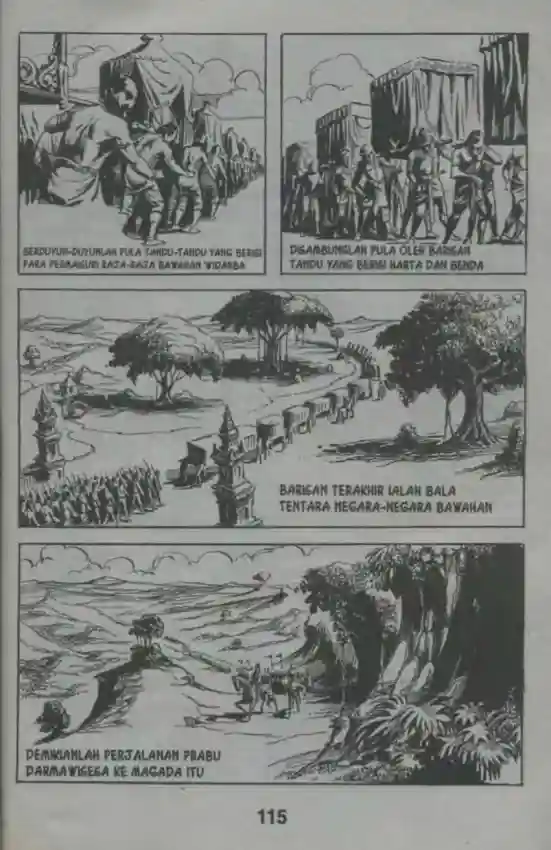 BERDUYUN-DUYUNLAH PULA TANDU-TANDU YANG BERISI
PARA PERMAISURI RAJA-RAJA BAWAHAN WIDARBA
DISAMBUNGLAH PULA OLEH BARISAN
TANDU YANG BERISI HARTA DAN BENDA
BARISAN TERAKHIR IALAH BALA
TENTARA NEGARA-NEGARA BAWAHAN
DEMIKIANLAH PERJALANAN PRABU
DARMAWISESA KE MAGADA ITU
115